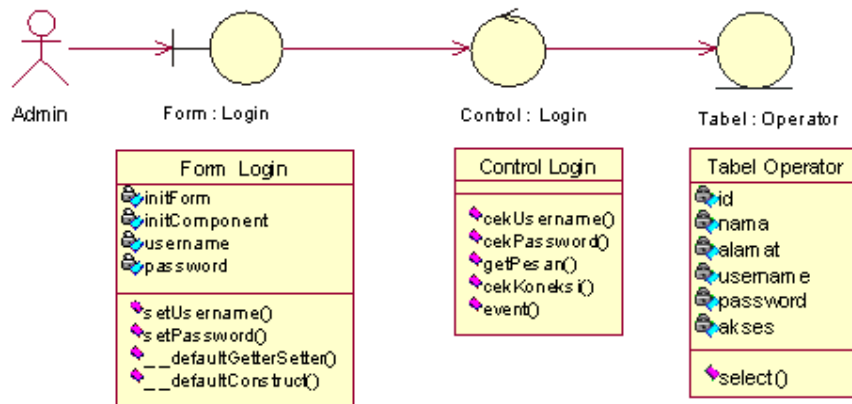 Admin
Form : Login
Control : Login
Tabel : Operator
Form Login
initForm
initComponent
username
password
setUsername()
setPassword()
__defaultGetterSetter()
__defaultConstruct()
Control Login
cekUsername()
cekPassword()
getPesan()
cekKoneksi()
event()
Tabel Operator
id
nama
alamat
username
password
akses
select()